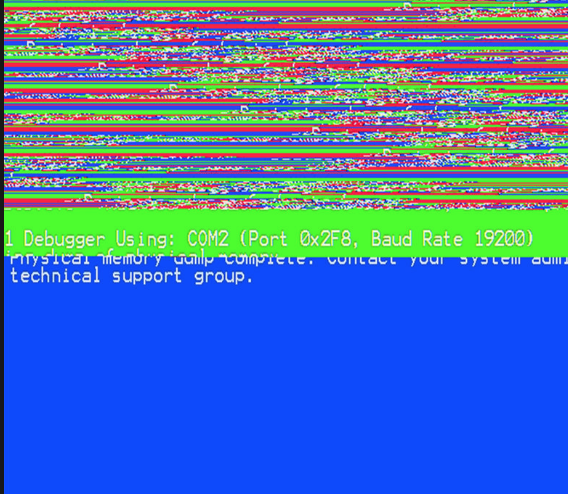 1 Debugger Using: COM2 (Port 0x2F8, Baud Rate 19200)
Physical memory dump complete. Contact your system admi
technical support group.